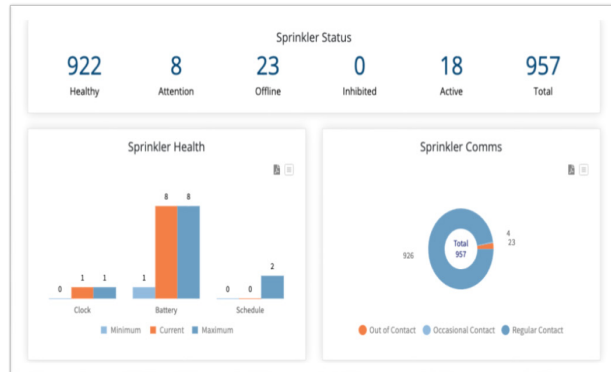 Sprinkler Status
922 8 23 0 18 957
Healthy Attention Offline Inhibited Active Total
Sprinkler Health
8 8
2
1 1 1
0 0 0
Clock Battery Schedule
Minimum Current Maximum
Sprinkler Comms
4
23
926
Total
957
Out of Contact Occasional Contact Regular Contact